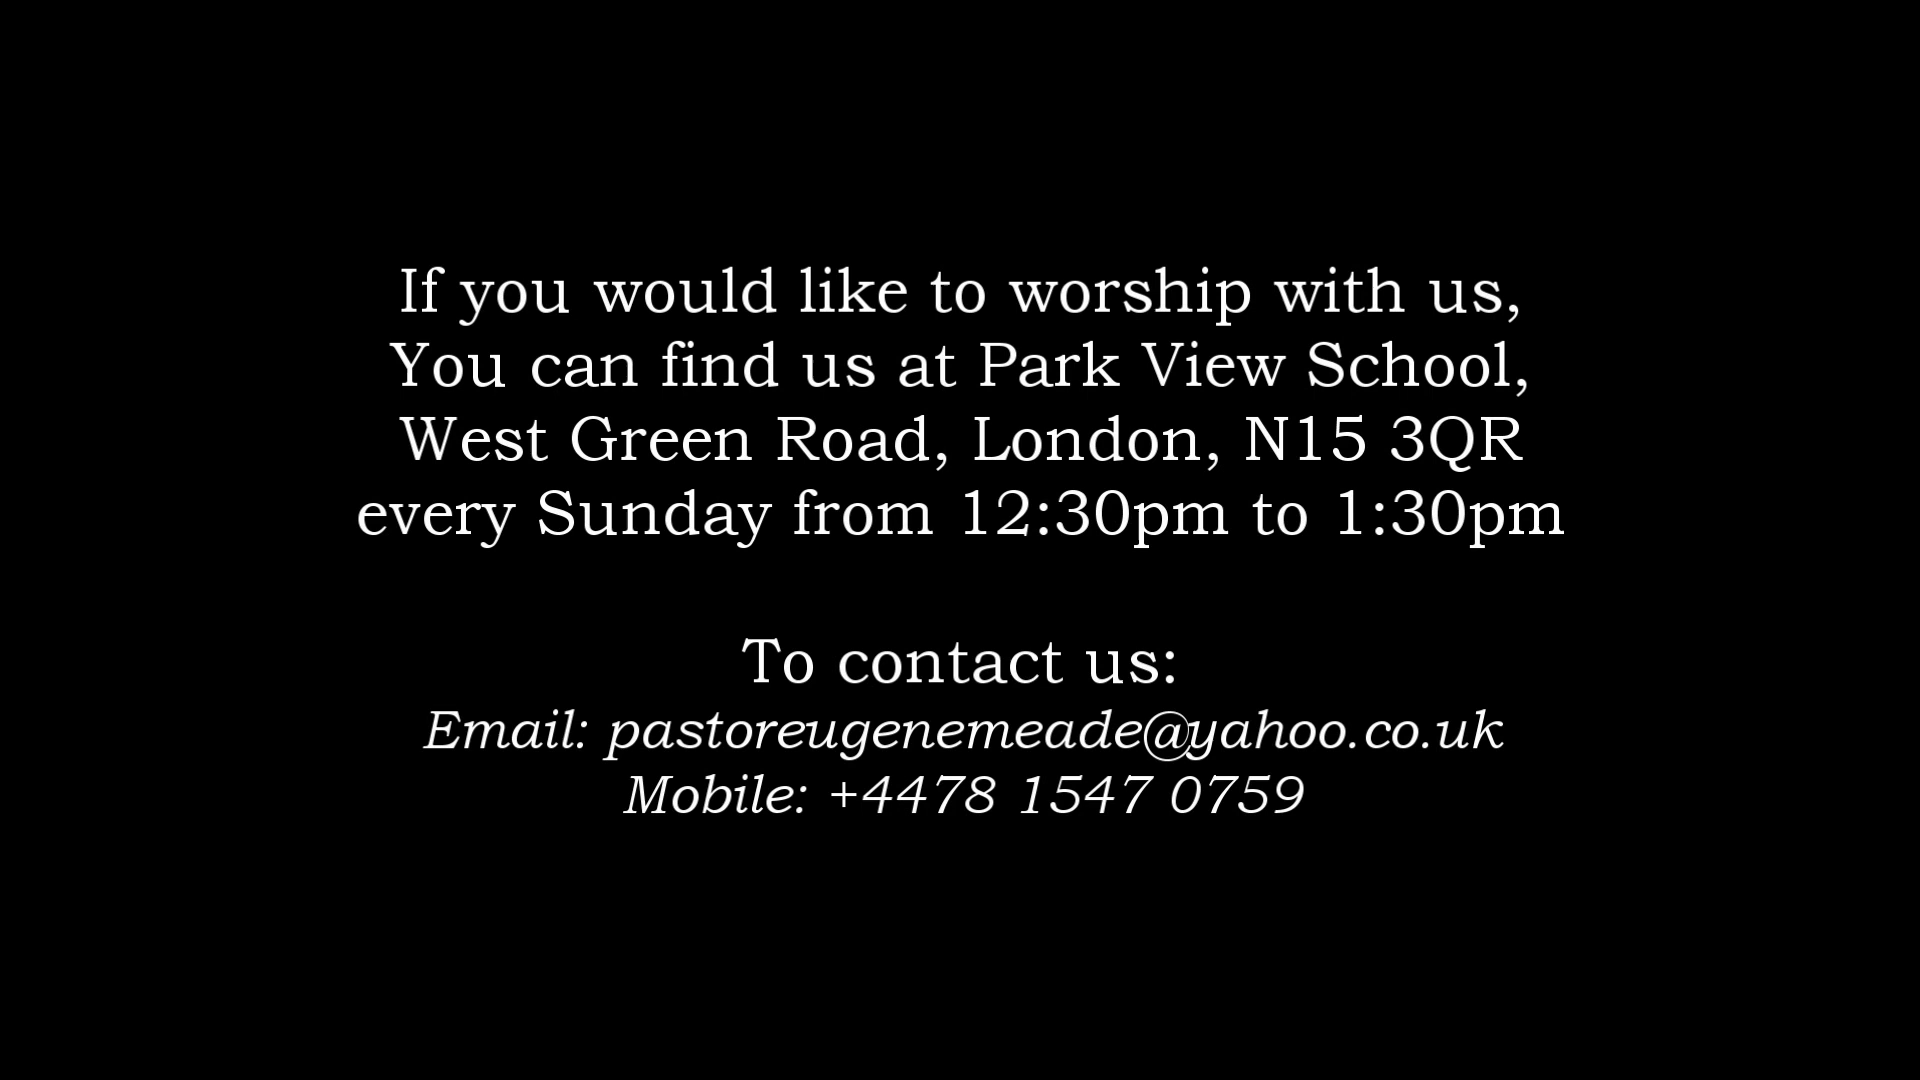 If you would like to worship with us,
You can find us at Park View School,
West Green Road, London, N15 3QR
every Sunday from 12:30pm to 1:30pm
To contact us:
Email: pastoreugenemeade@yahoo.co.uk
Mobile: +4478 1547 0759